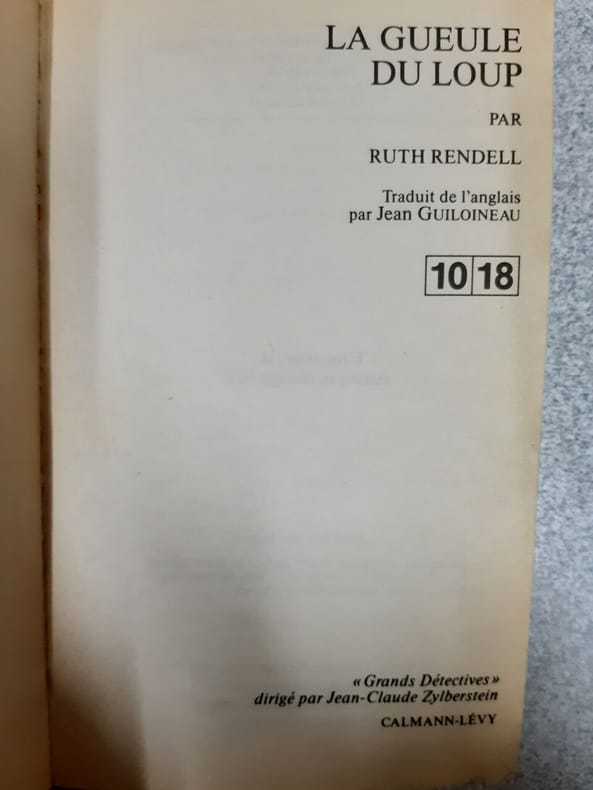 LA GUEULE
DU LOUP
PAR
RUTH RENDELL
Traduit de l'anglais
par Jean GUILOINEAU
10 18
« Grands Détectives »
dirigé par Jean-Claude Zylberstein
CALMANN-LÉVY